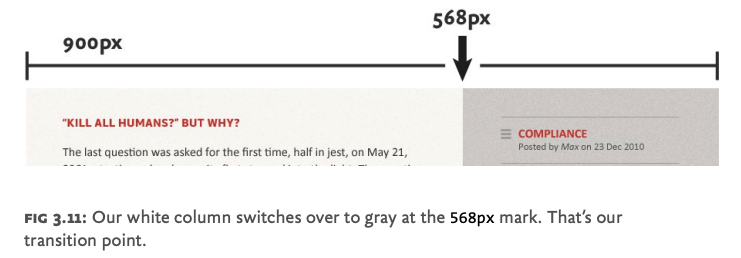 568px
900px
"KILL ALL HUMANS?" BUT WHY?
The last question was asked for the first time, half in jest, on May 21,
COMPLIANCE
Posted by Max on 23 Dec 2010
FIG 3.11: Our white column switches over to gray at the 568px mark. That's our
transition point.